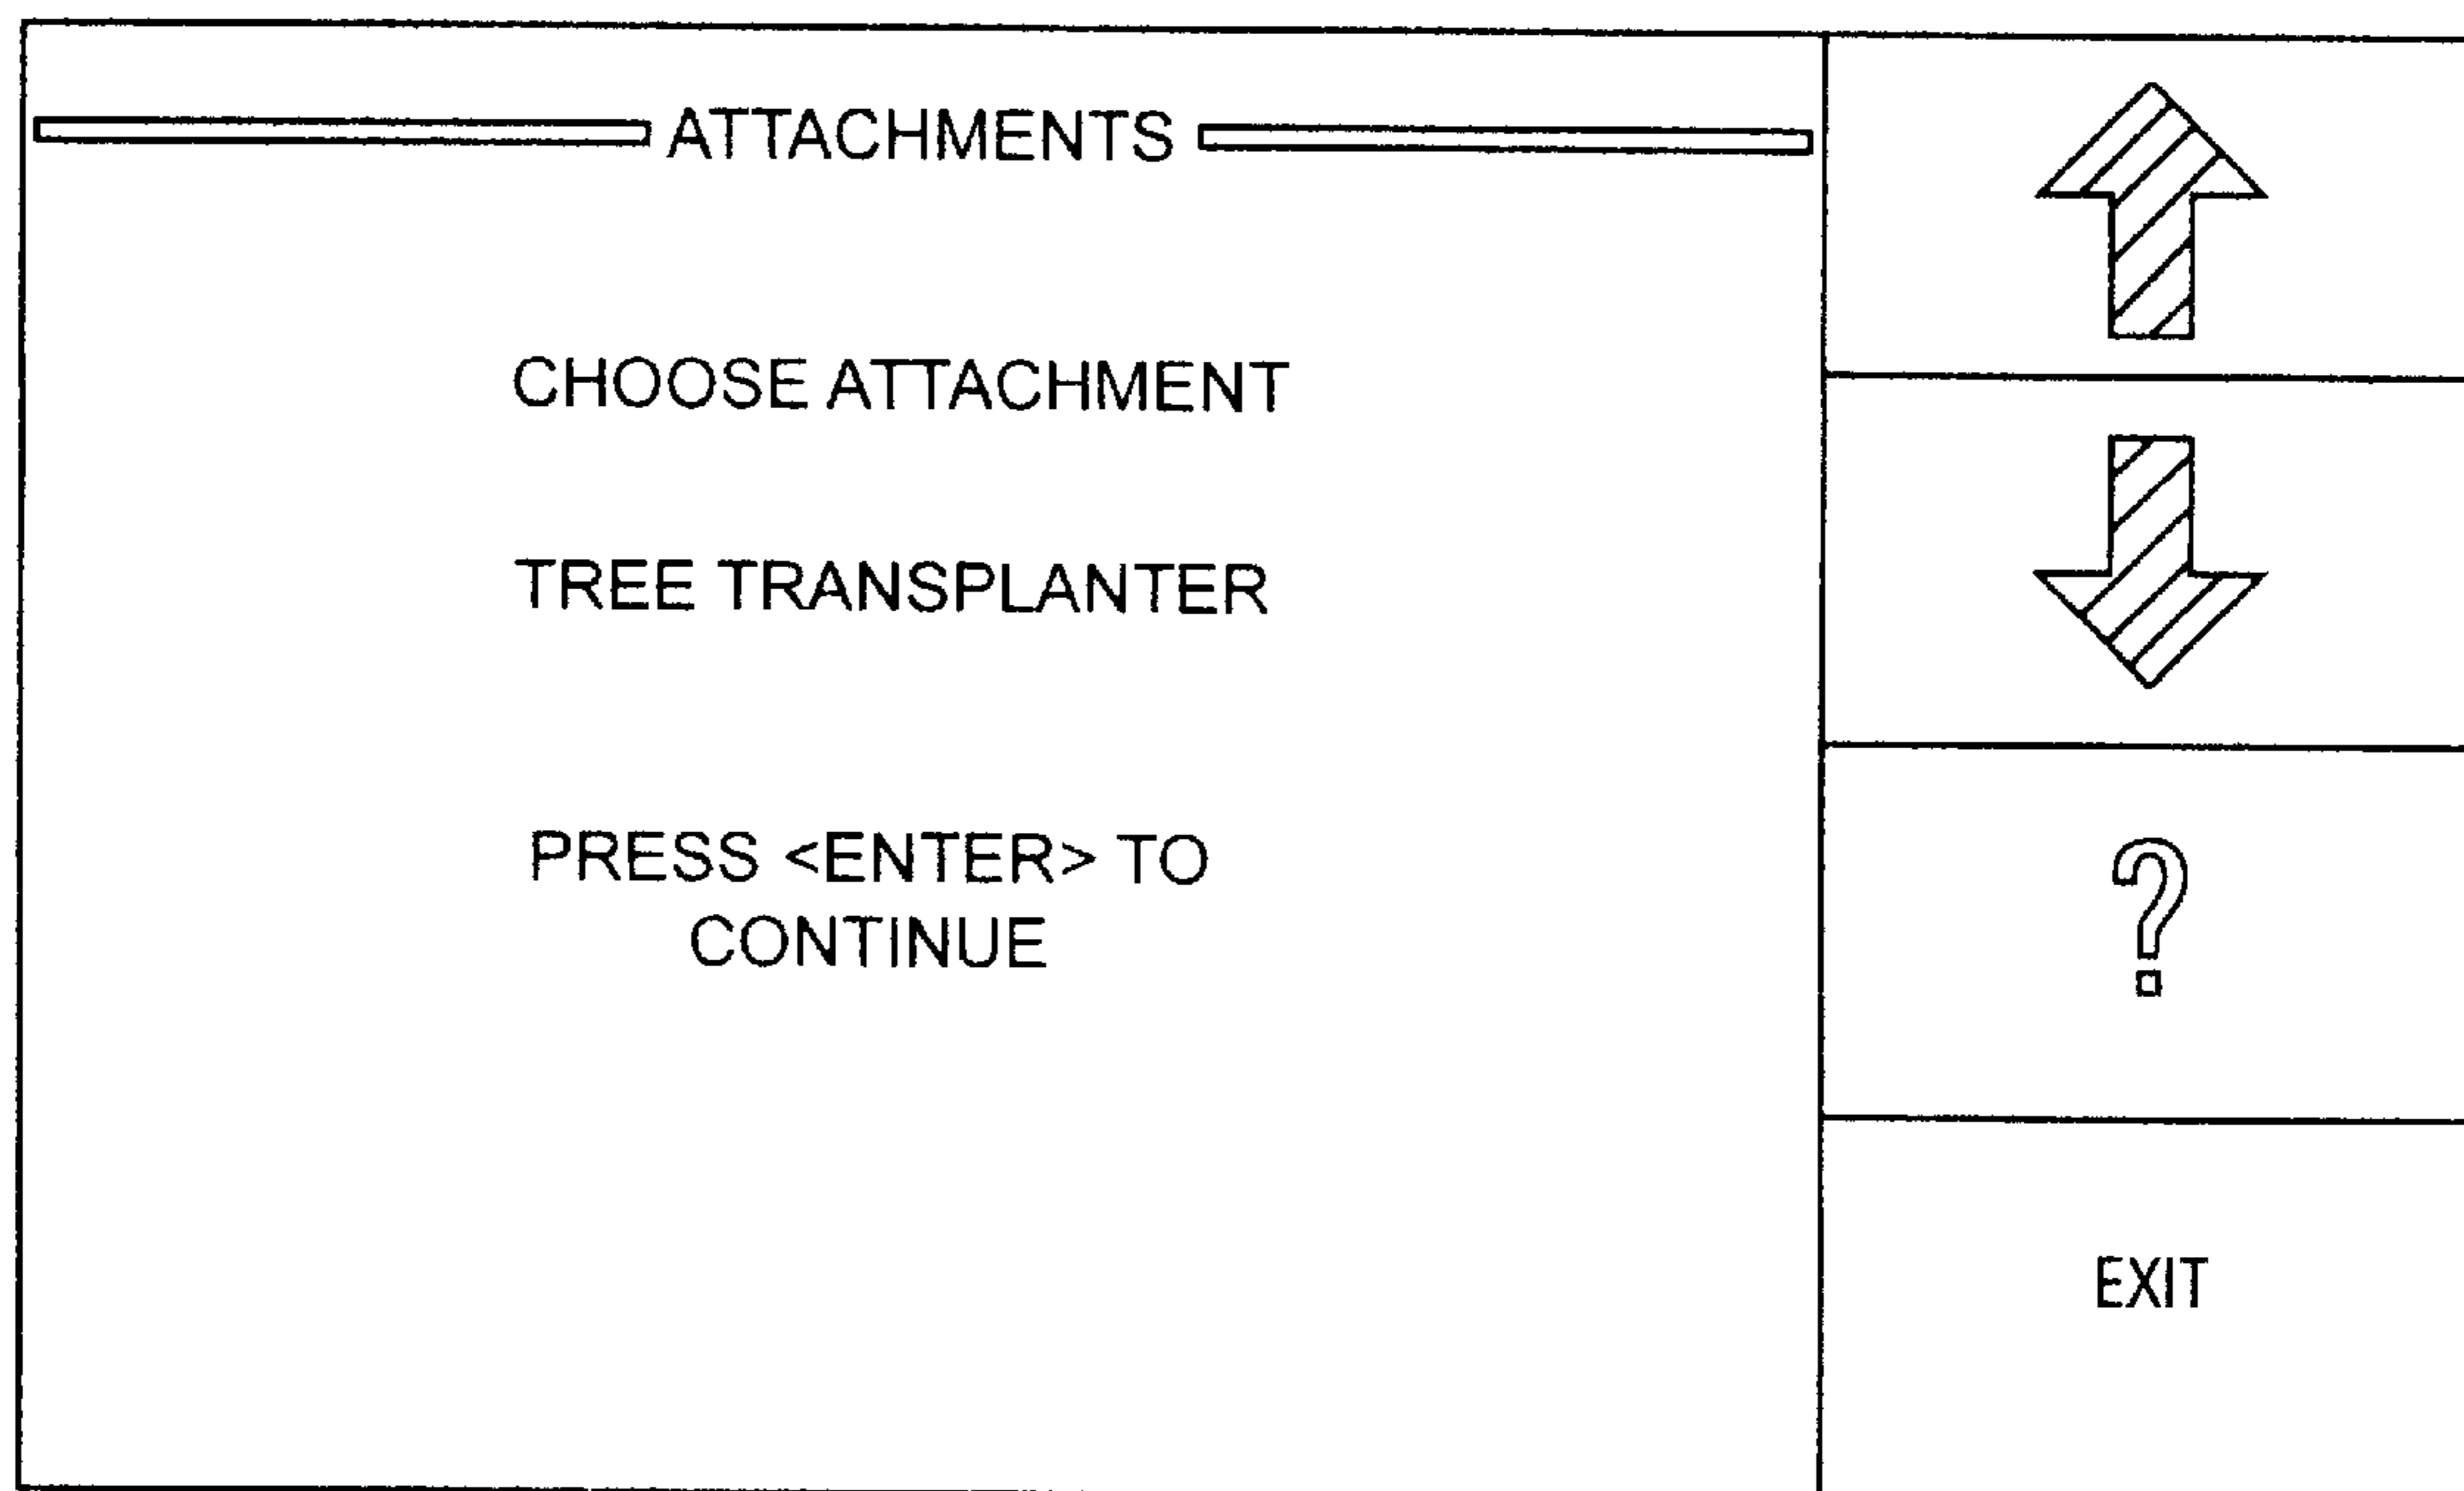 ATTACHMENTS
CHOOSE ATTACHMENT
TREE TRANSPLANTER
PRESS <ENTER> TO
CONTINUE
?
EXIT